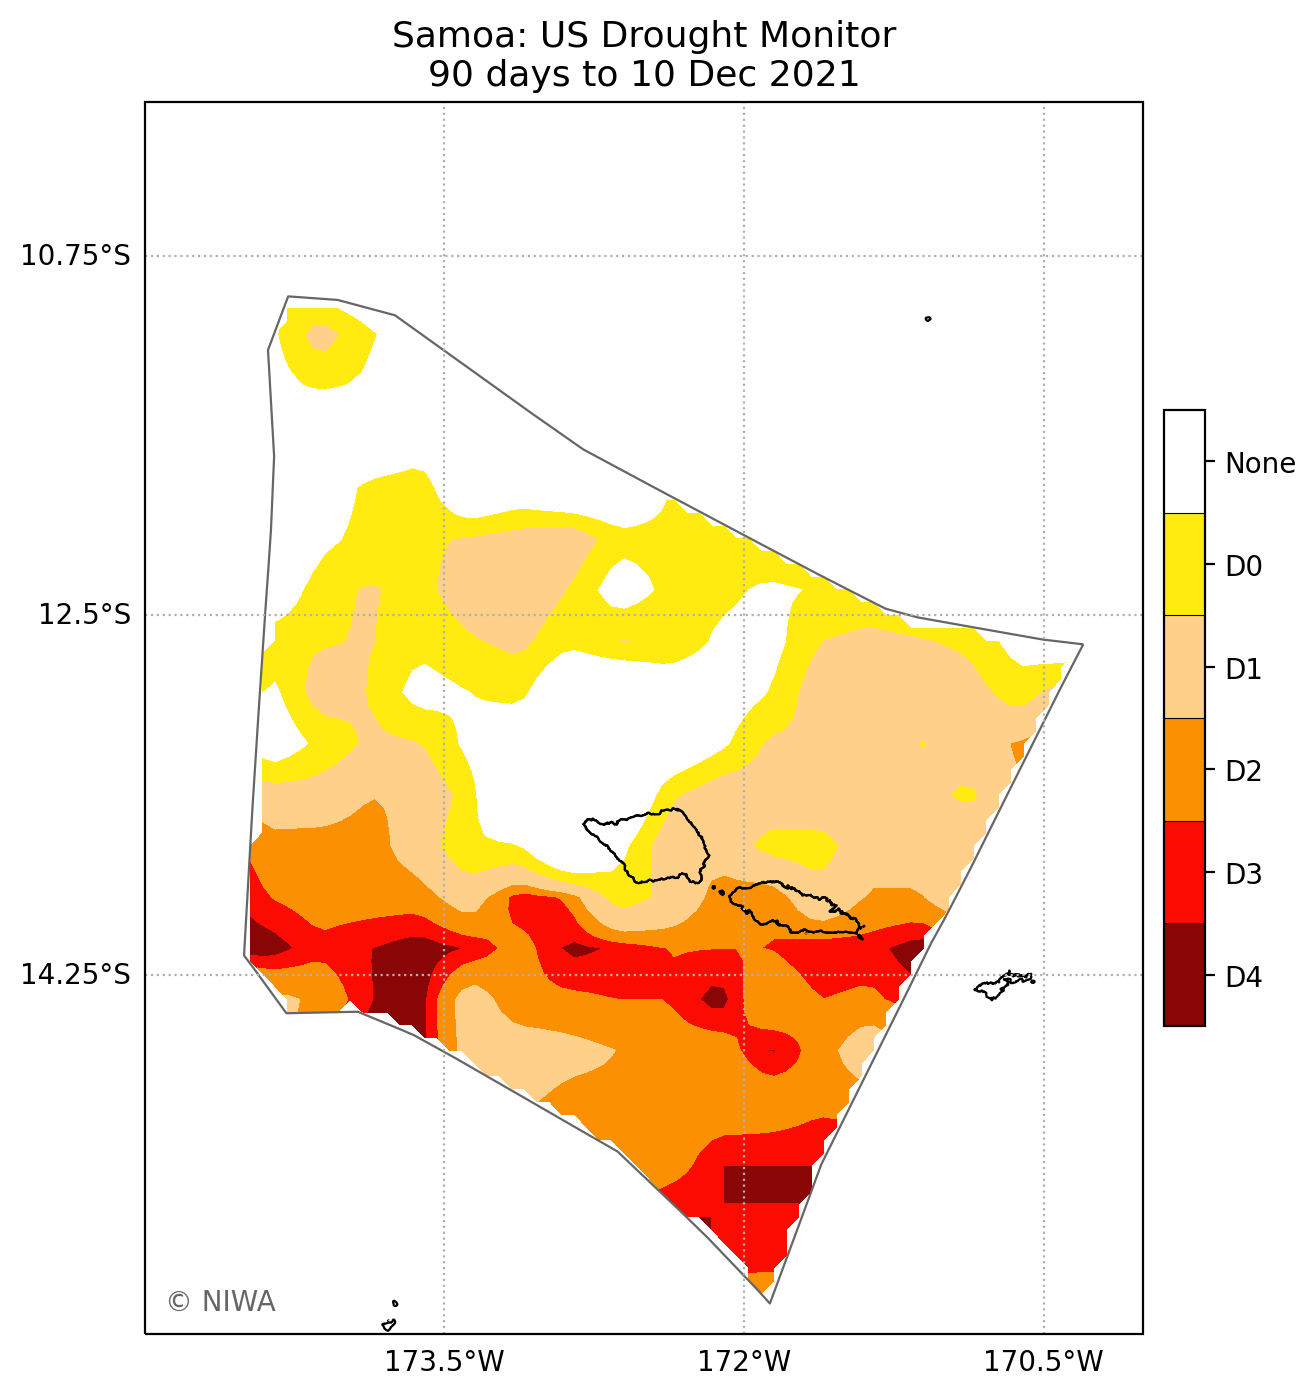 Samoa: US Drought Monitor
90 days to 10 Dec 2021
10.75°S
12.5°S
14.25°S
173.5°W
172°W
170.5°W
None
D0
D1
D2
D3
D4
© NIWA